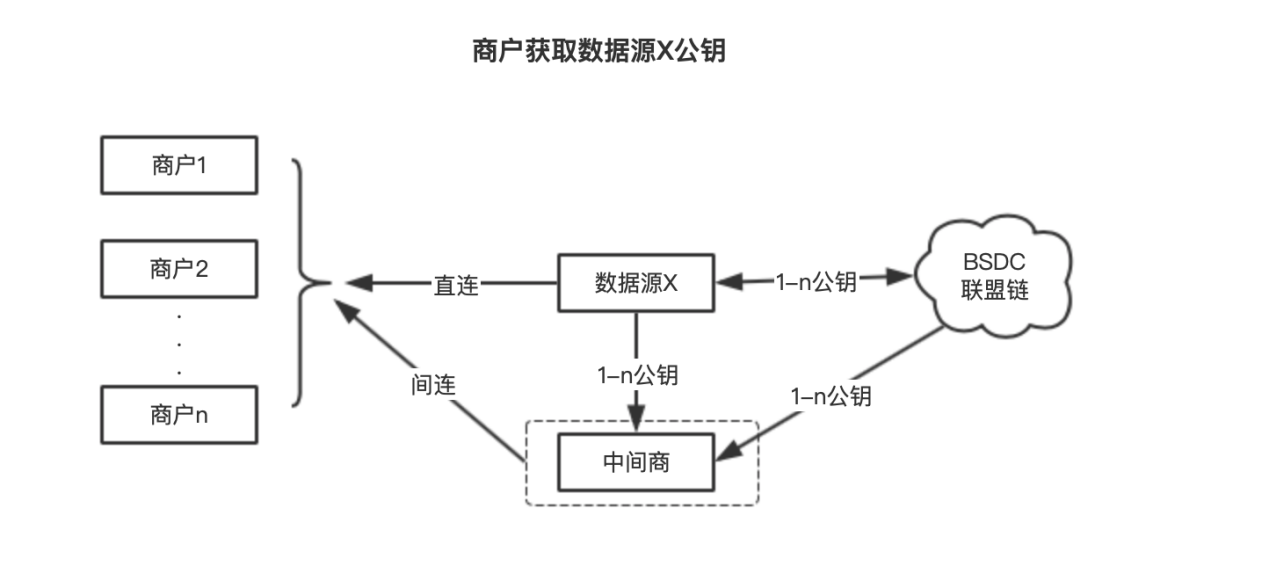 商户获取数据源X公钥
商户1
商户2
.
.
.
商户n
直连
间连
数据源X
1-n公钥
1-n公钥
中间商
1-n公钥
BSDC
联盟链